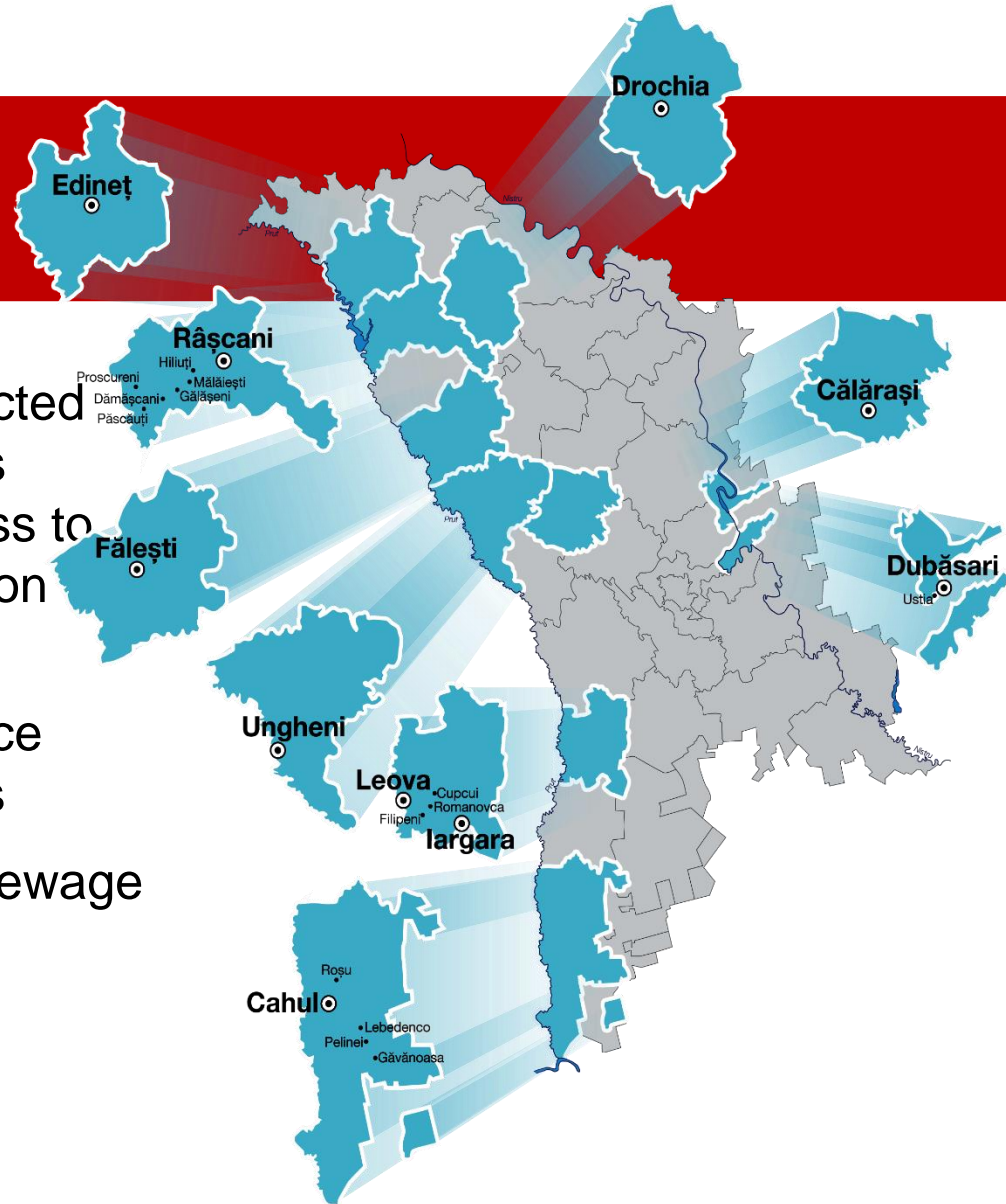 Drochia
Edineț
Nistru
Prut
Râșcani
Hiliuți
Proscureni
Mălăiești
Dămășcani
Gălășeni
Păscăuți
cted
s
Călărași
ss to
Prut
Fălești
on
Dubăsari
Ustia
Ungheni
ce
Nistru
Leova
s
Cupcui
Romanovca
Filipeni
Iargara
Prut
ewage
Roșu
Cahul
Lebedenco
Pelinei
Găvănoasa